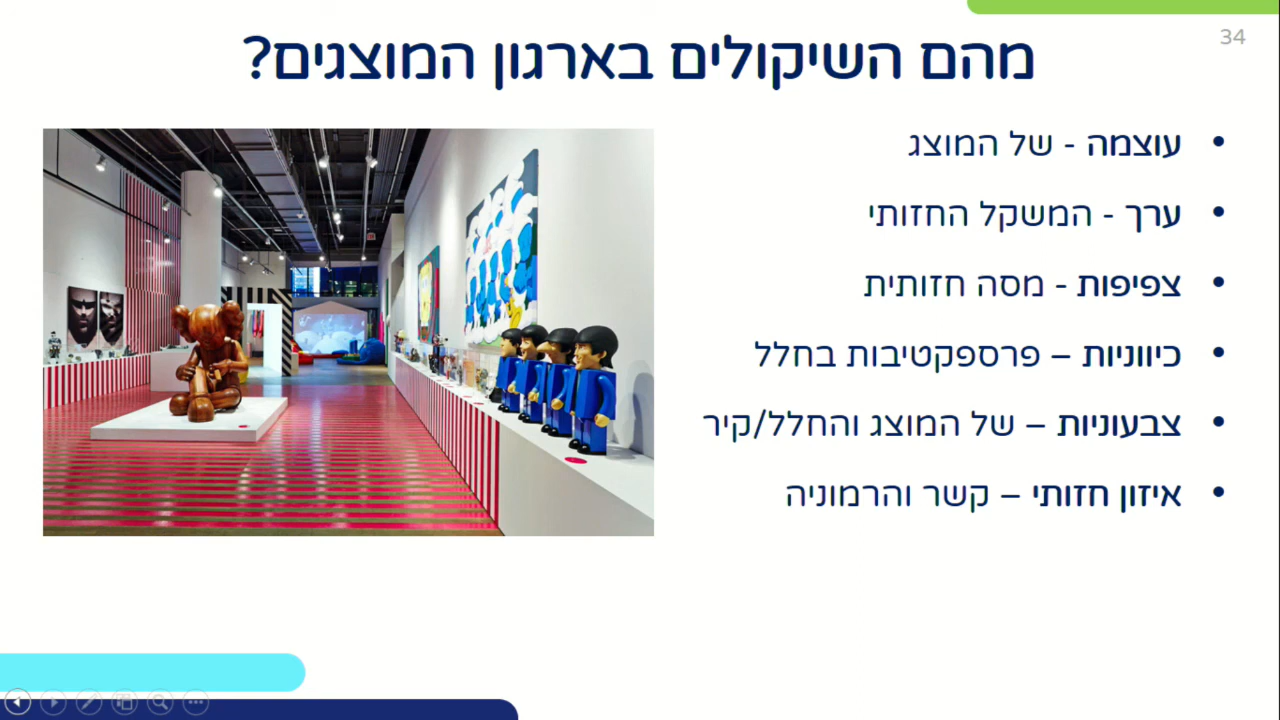 34
מהם השיקולים בארגון המוצגים?
• עוצמה - של המוצג
• ערך - המשקל החזותי
• צפיפות - מסה חזותית
• כיווניות – פרספקטיבות בחלל
• צבעוניות – של המוצג והחלל/קיר
• איזון חזותי – קשר והרמוניה